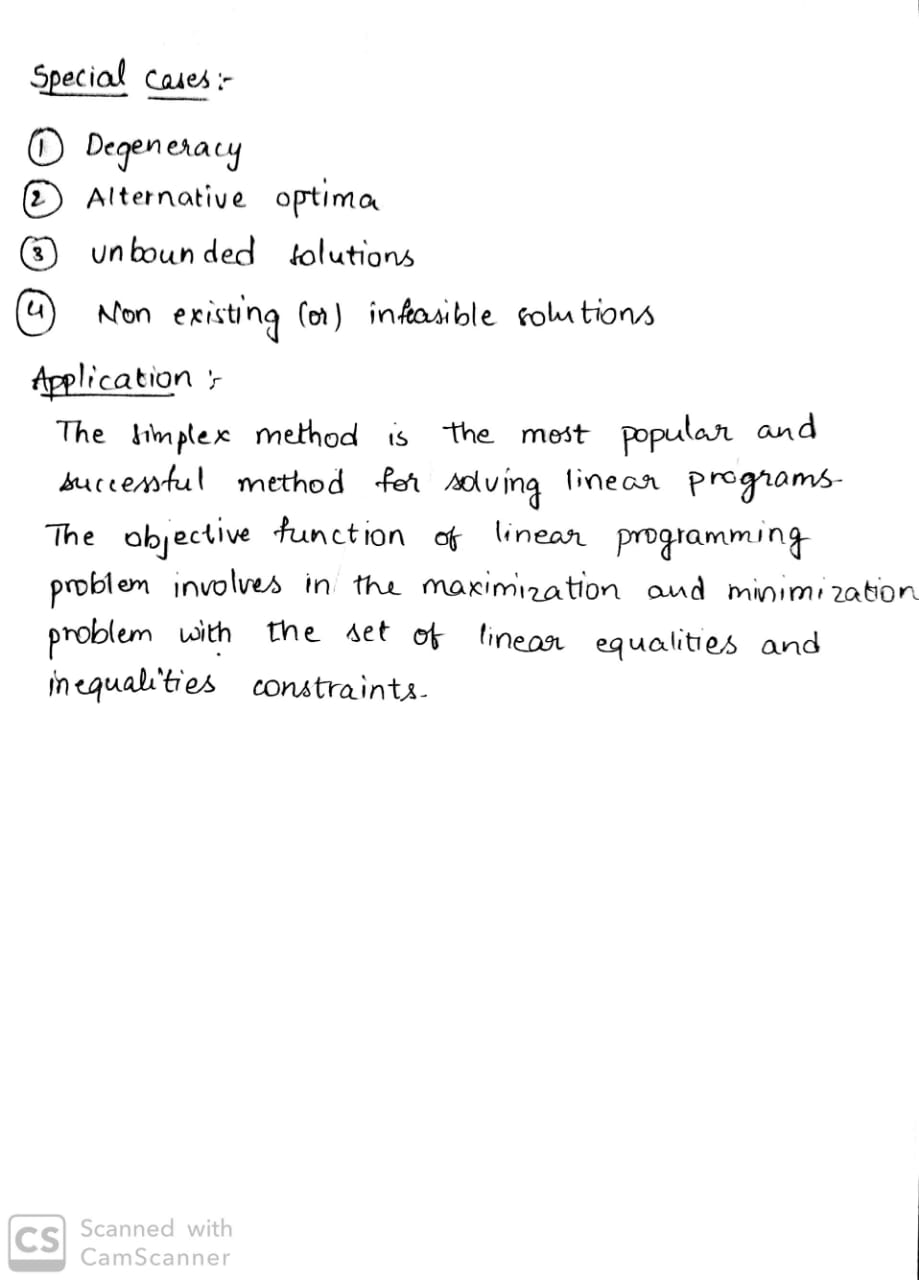 Special Cases :-
① Degeneracy
② Alternative optima
③ unbounded solutions
④ Non existing (or) infeasible solutions
Application :-
The simplex method is the most popular and
successful method for solving linear programs.
The objective function of linear programming
problem involves in the maximization and minimization
problem with the set of linear equalities and
inequalities constraints.
CS Scanned with
CamScanner